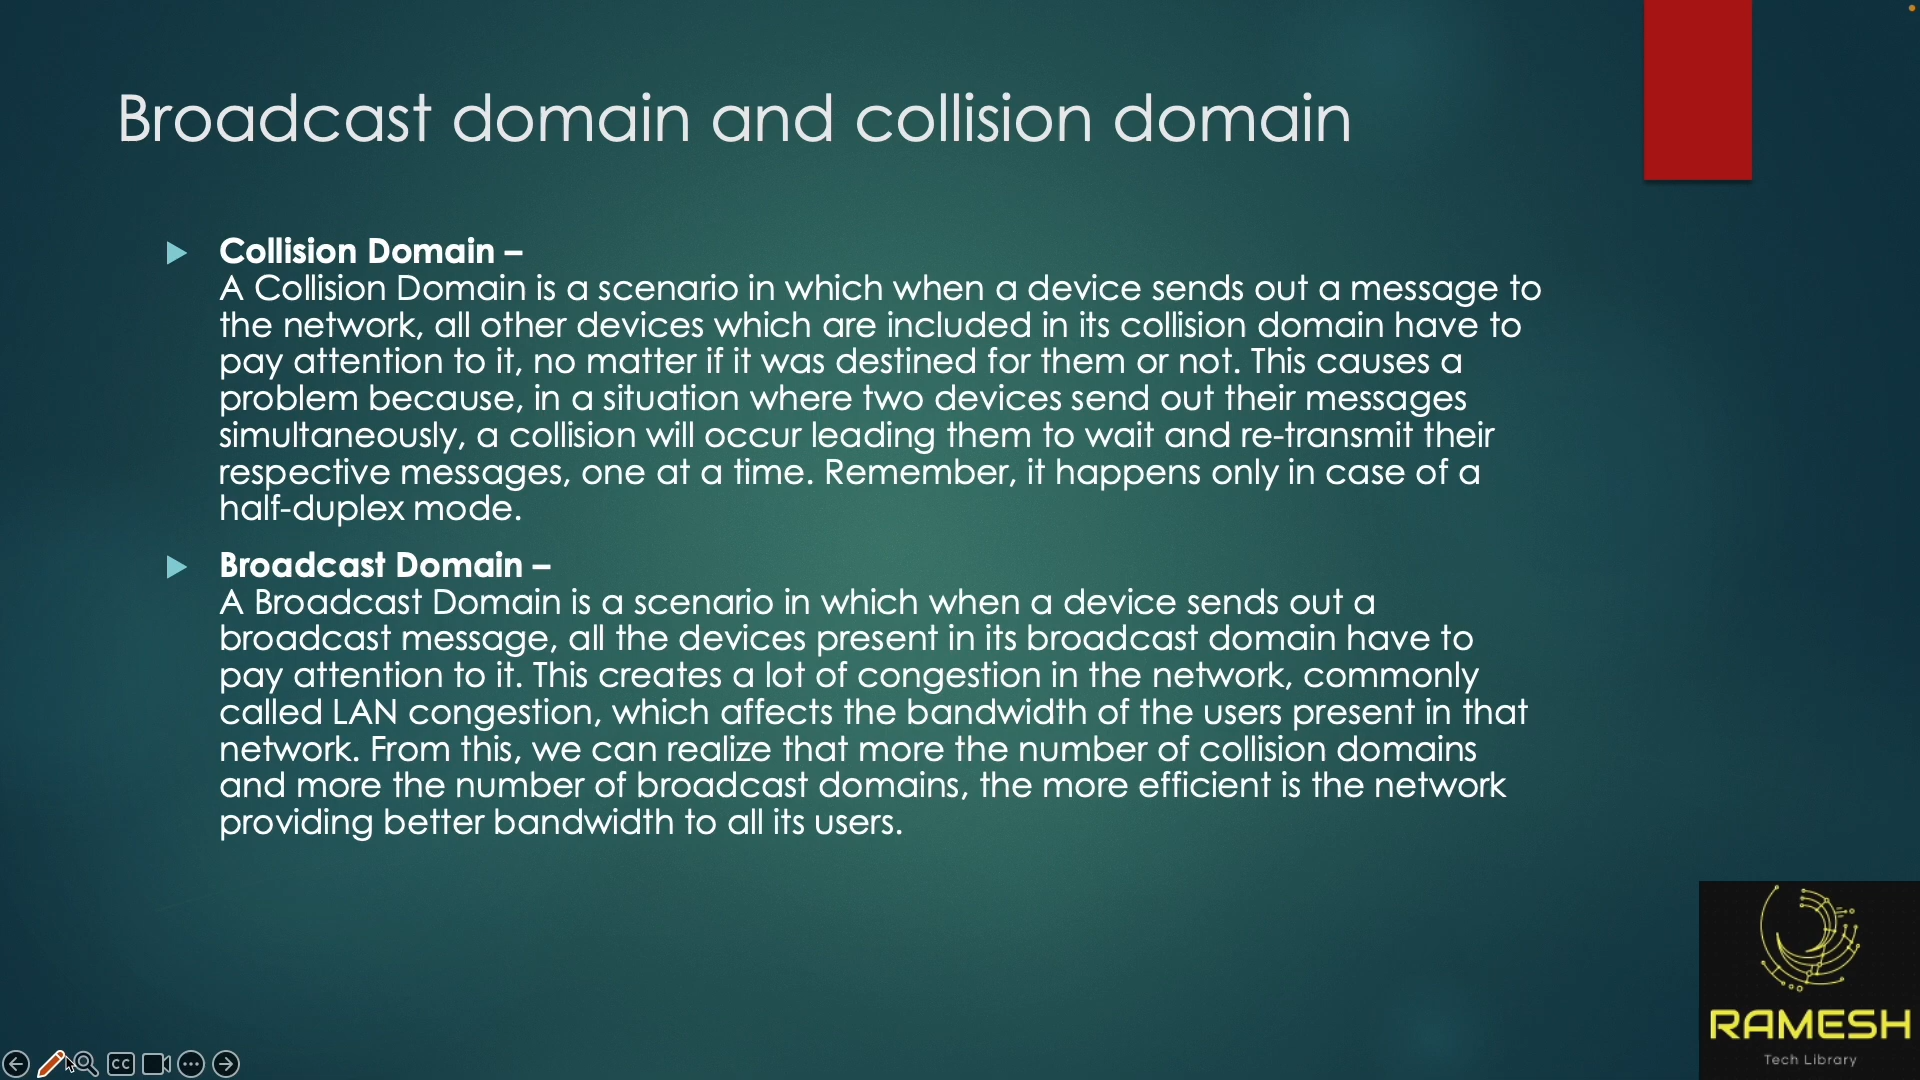 Broadcast domain and collision domain
Collision Domain –
A Collision Domain is a scenario in which when a device sends out a message to
the network, all other devices which are included in its collision domain have to
pay attention to it, no matter if it was destined for them or not. This causes a
problem because, in a situation where two devices send out their messages
simultaneously, a collision will occur leading them to wait and re-transmit their
respective messages, one at a time. Remember, it happens only in case of a
half-duplex mode.
Broadcast Domain –
A Broadcast Domain is a scenario in which when a device sends out a
broadcast message, all the devices present in its broadcast domain have to
pay attention to it. This creates a lot of congestion in the network, commonly
called LAN congestion, which affects the bandwidth of the users present in that
network. From this, we can realize that more the number of collision domains
and more the number of broadcast domains, the more efficient is the network
providing better bandwidth to all its users.
RAMESH
Tech Library
CC